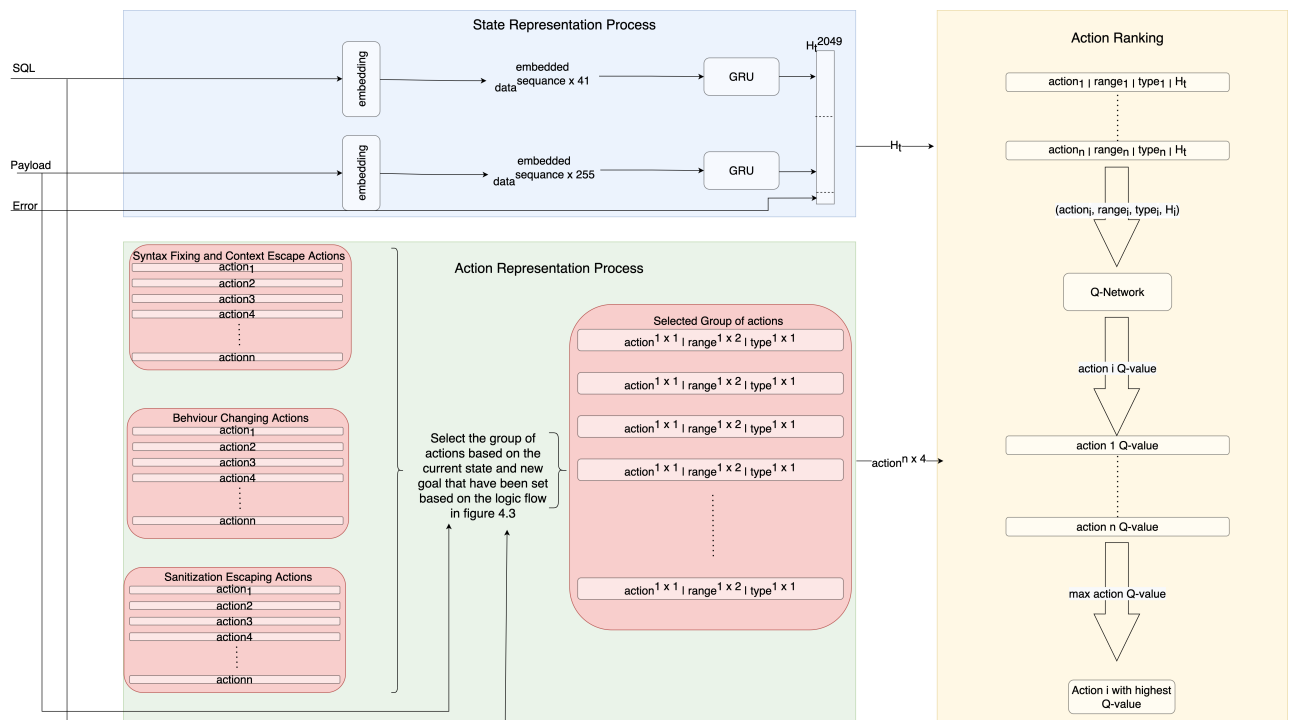 State Representation Process
SQL
embedding
data embedded
sequance x 41
GRU
Ht2049
Payload
embedding
data embedded
sequance x 255
GRU
Error
Ht
Action Representation Process
Syntax Fixing and Context Escape Actions
action1
action2
action3
action4
actionn
Behviour Changing Actions
action1
action2
action3
action4
actionn
Sanitization Escaping Actions
action1
action2
action3
action4
actionn
Select the group of
actions based on the
current state and new
goal that have been set
based on the logic flow
in figure 4.3
Selected Group of actions
action1 x 1 | range1 x 2 | type1 x 1
action1 x 1 | range1 x 2 | type1 x 1
action1 x 1 | range1 x 2 | type1 x 1
action1 x 1 | range1 x 2 | type1 x 1
action1 x 1 | range1 x 2 | type1 x 1
actionn x 4
Action Ranking
action1 | range1 | type1 | Ht
actionn | rangen | typen | Ht
(actioni, rangei, typei, Hi)
Q-Network
action i Q-value
action 1 Q-value
action n Q-value
max action Q-value
Action i with highest
Q-value